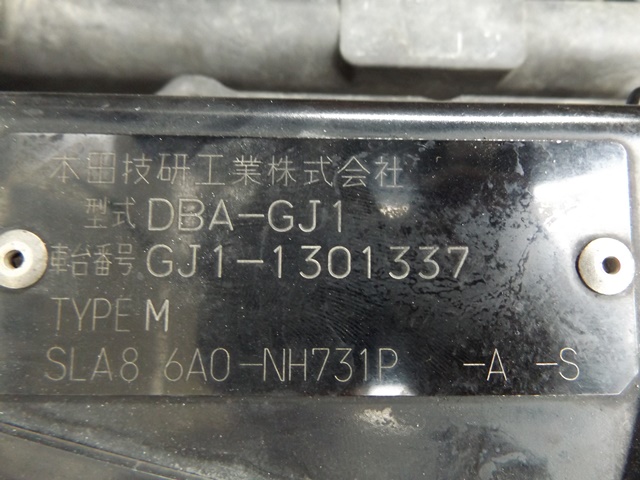 本田技研工業株式会社
型式 DBA-GJ1
車台番号 GJ1-1301337
TYPE M
SLA8 6A0-NH731P -A -S